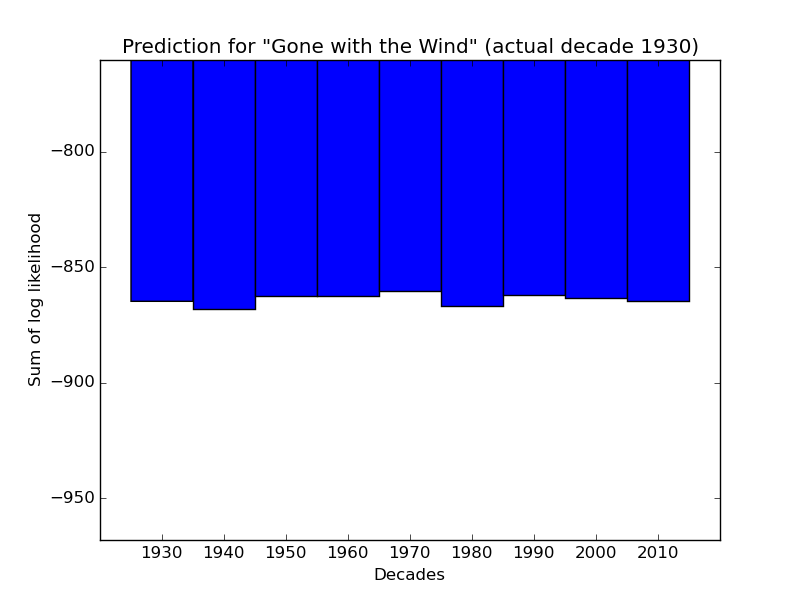 Prediction for "Gone with the Wind" (actual decade 1930)
−800
−850
−900
−950
Sum of log likelihood
1930 1940 1950 1960 1970 1980 1990 2000 2010
Decades